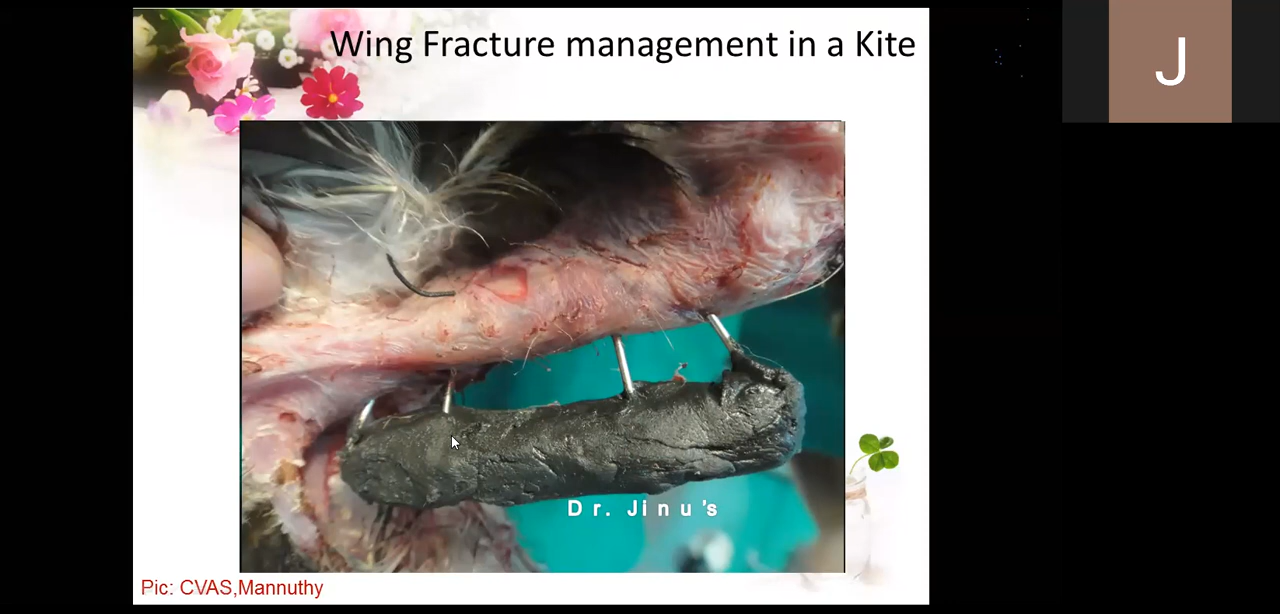 Wing Fracture management in a Kite
J
Dr. Jinu's
Pic: CVAS,Mannuthy